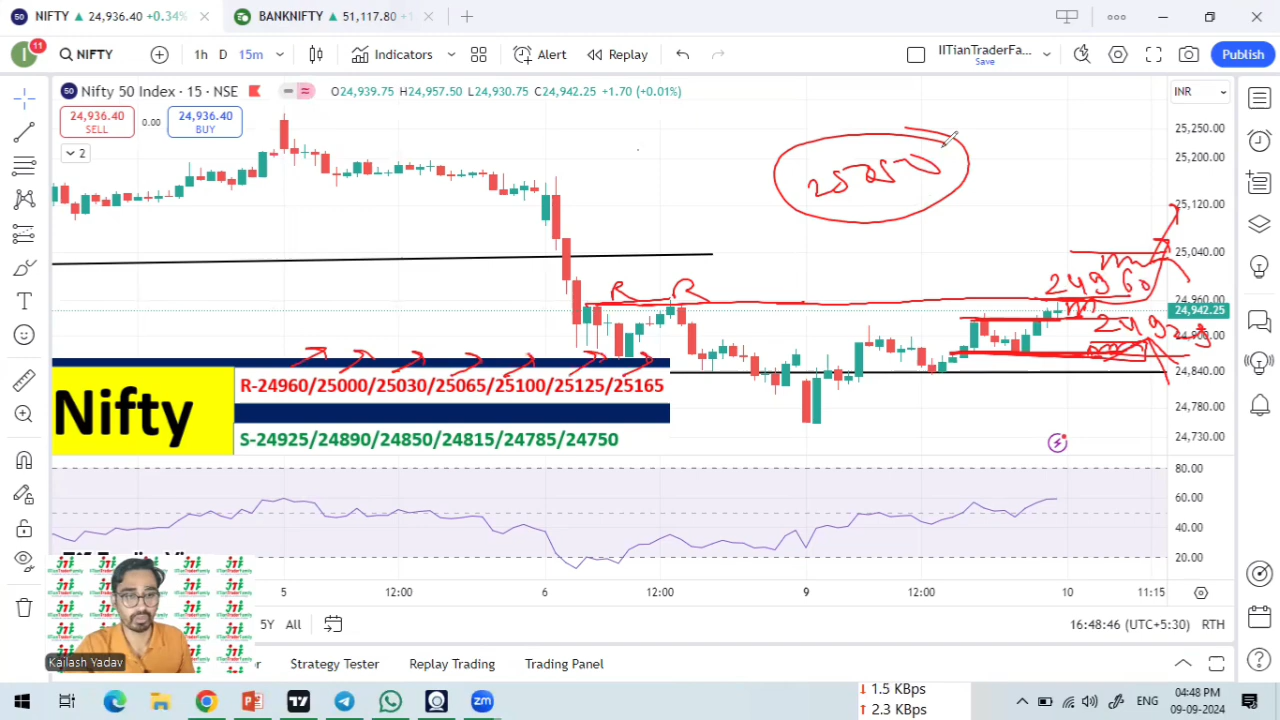 NIFTY ▲ 24,936.40 +0.34%
BANKNIFTY ▲ 51,117.80
11
NIFTY
1h D 15m
Indicators
Alert
Replay
IITianTraderFa...
Save
Publish
Nifty 50 Index · 15 · NSE
O24,939.75 H24,957.50 L24,930.75 C24,942.25 +1.70 (+0.01%)
INR
24,936.40
SELL
0.00
24,936.40
BUY
2
25,250.00
25,200.00
25,120.00
25,040.00
24,960.00
24,942.25
24,840.00
24,780.00
24,730.00
R R
24960
Nifty
R-24960/25000/25030/25065/25100/25125/25165
S-24925/24890/24850/24815/24785/24750
80.00
60.00
40.00
20.00
5 12:00 6 12:00 9 12:00 10 11:15
5Y All
16:48:46 (UTC+5:30) RTH
Kailash Yadav
Strategy Tester
Replay Trading
Trading Panel
1.5 KBps
2.3 KBps
ENG
04:48 PM
09-09-2024